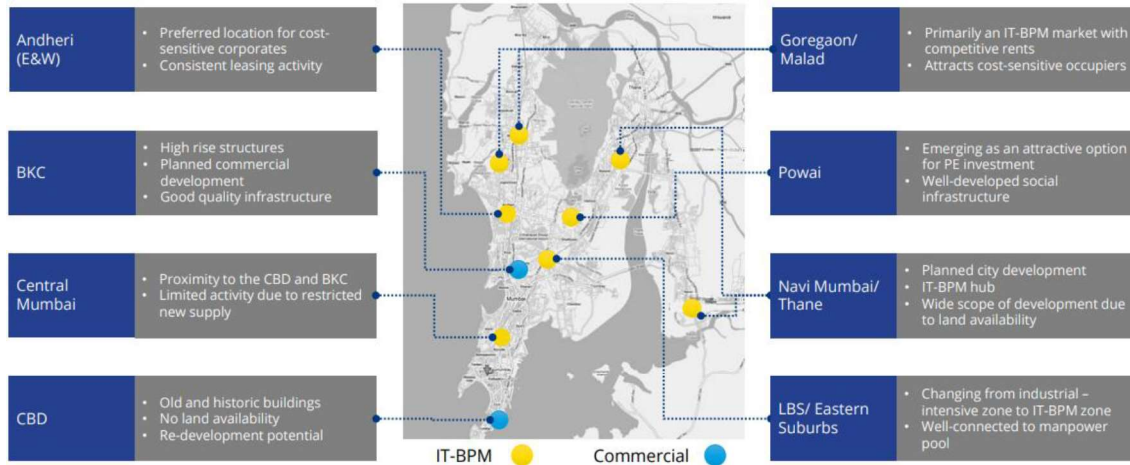 Andheri
(E&W)
• Preferred location for cost-
sensitive corporates
• Consistent leasing activity
BKC
• High rise structures
• Planned commercial
development
• Good quality infrastructure
Central
Mumbai
• Proximity to the CBD and BKC
• Limited activity due to restricted
new supply
CBD
• Old and historic buildings
• No land availability
• Re-development potential
Thane
Mumbai
IT-BPM
Commercial
Goregaon/
Malad
• Primarily an IT-BPM market with
competitive rents
• Attracts cost-sensitive occupiers
Powai
• Emerging as an attractive option
for PE investment
• Well-developed social
infrastructure
Navi Mumbai/
Thane
• Planned city development
• IT-BPM hub
• Wide scope of development due
to land availability
LBS/ Eastern
Suburbs
• Changing from industrial –
intensive zone to IT-BPM zone
• Well-connected to manpower
pool